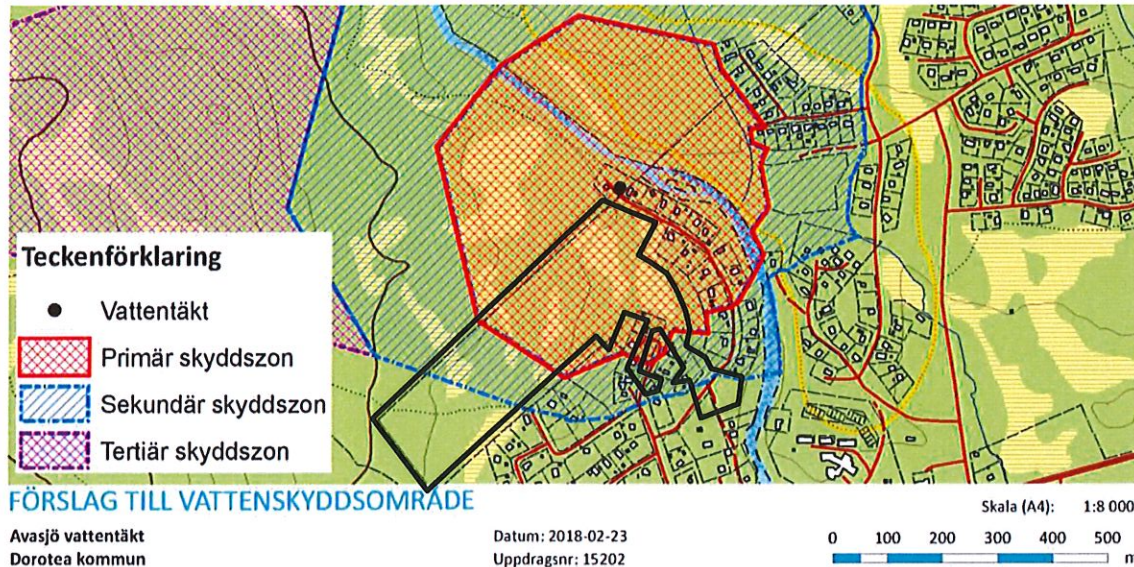 Teckenförklaring
Vattentäkt
Primär skyddszon
Sekundär skyddszon
Tertiär skyddszon
FÖRSLAG TILL VATTENSKYDDSOMRÅDE
Avasjö vattentäkt
Dorotea kommun
Datum: 2018-02-23
Uppdragsnr: 15202
Skala (A4): 1:8 000
0 100 200 300 400 500
m